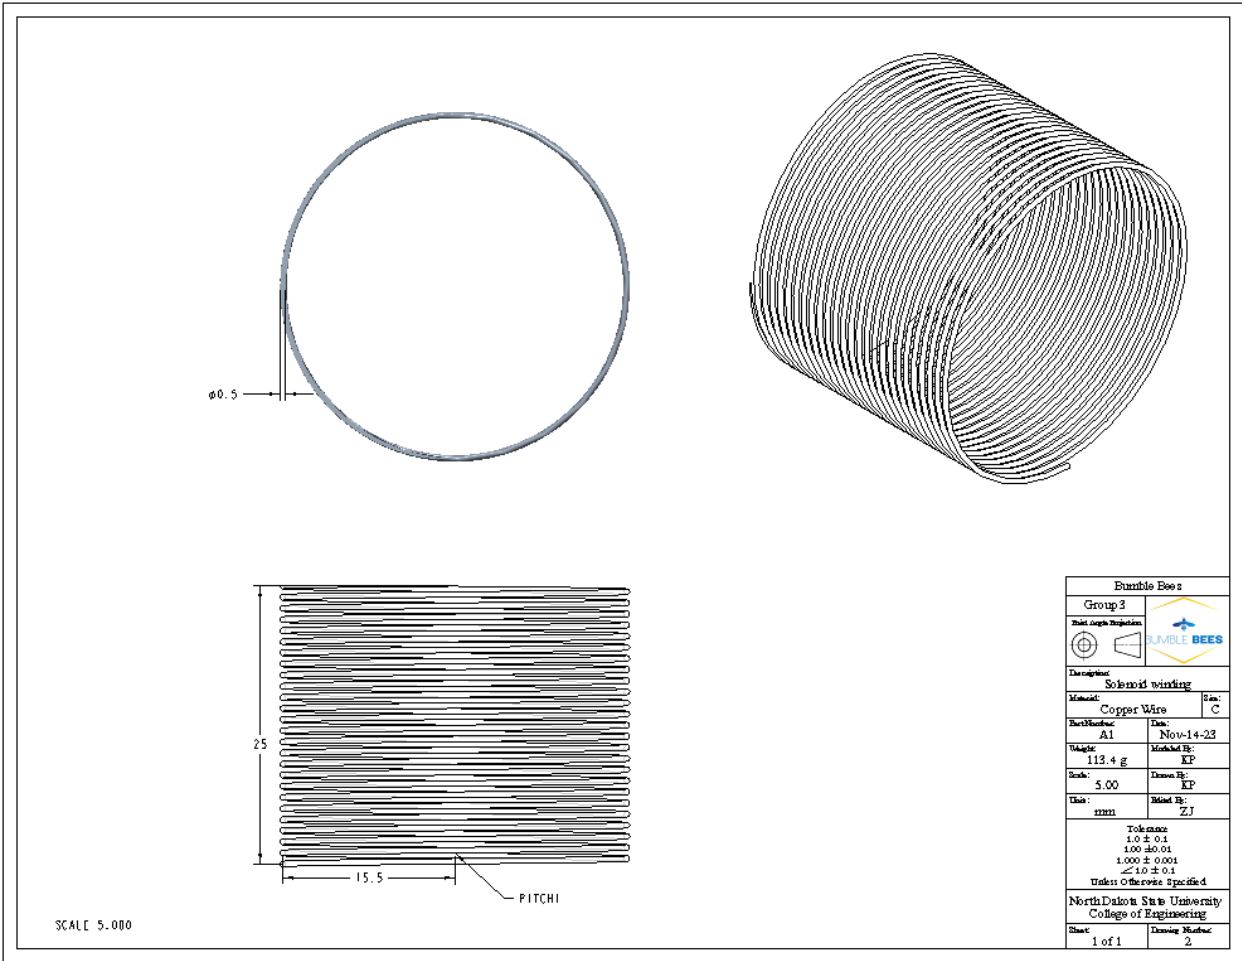 ø0.5
25
15.5
PITCH1
SCALE 5.000
Bumble Bees
Group 3
Third Angle Projection
BUMBLE BEES
Description:
Solenoid winding
Material: Size:
Copper Wire C
Part Number: Date:
A1 Nov-14-23
Weight: Modeled By:
113.4 g KP
Scale: Drawn By:
5.00 KP
Unit: Edited By:
mm ZJ
Tolerance
1.0 ± 0.1
1.00 ±0.01
1.000 ± 0.001
∠ 1.0 ± 0.1
Unless Otherwise Specified
North Dakota State University
College of Engineering
Sheet: Drawing Number:
1 of 1 2